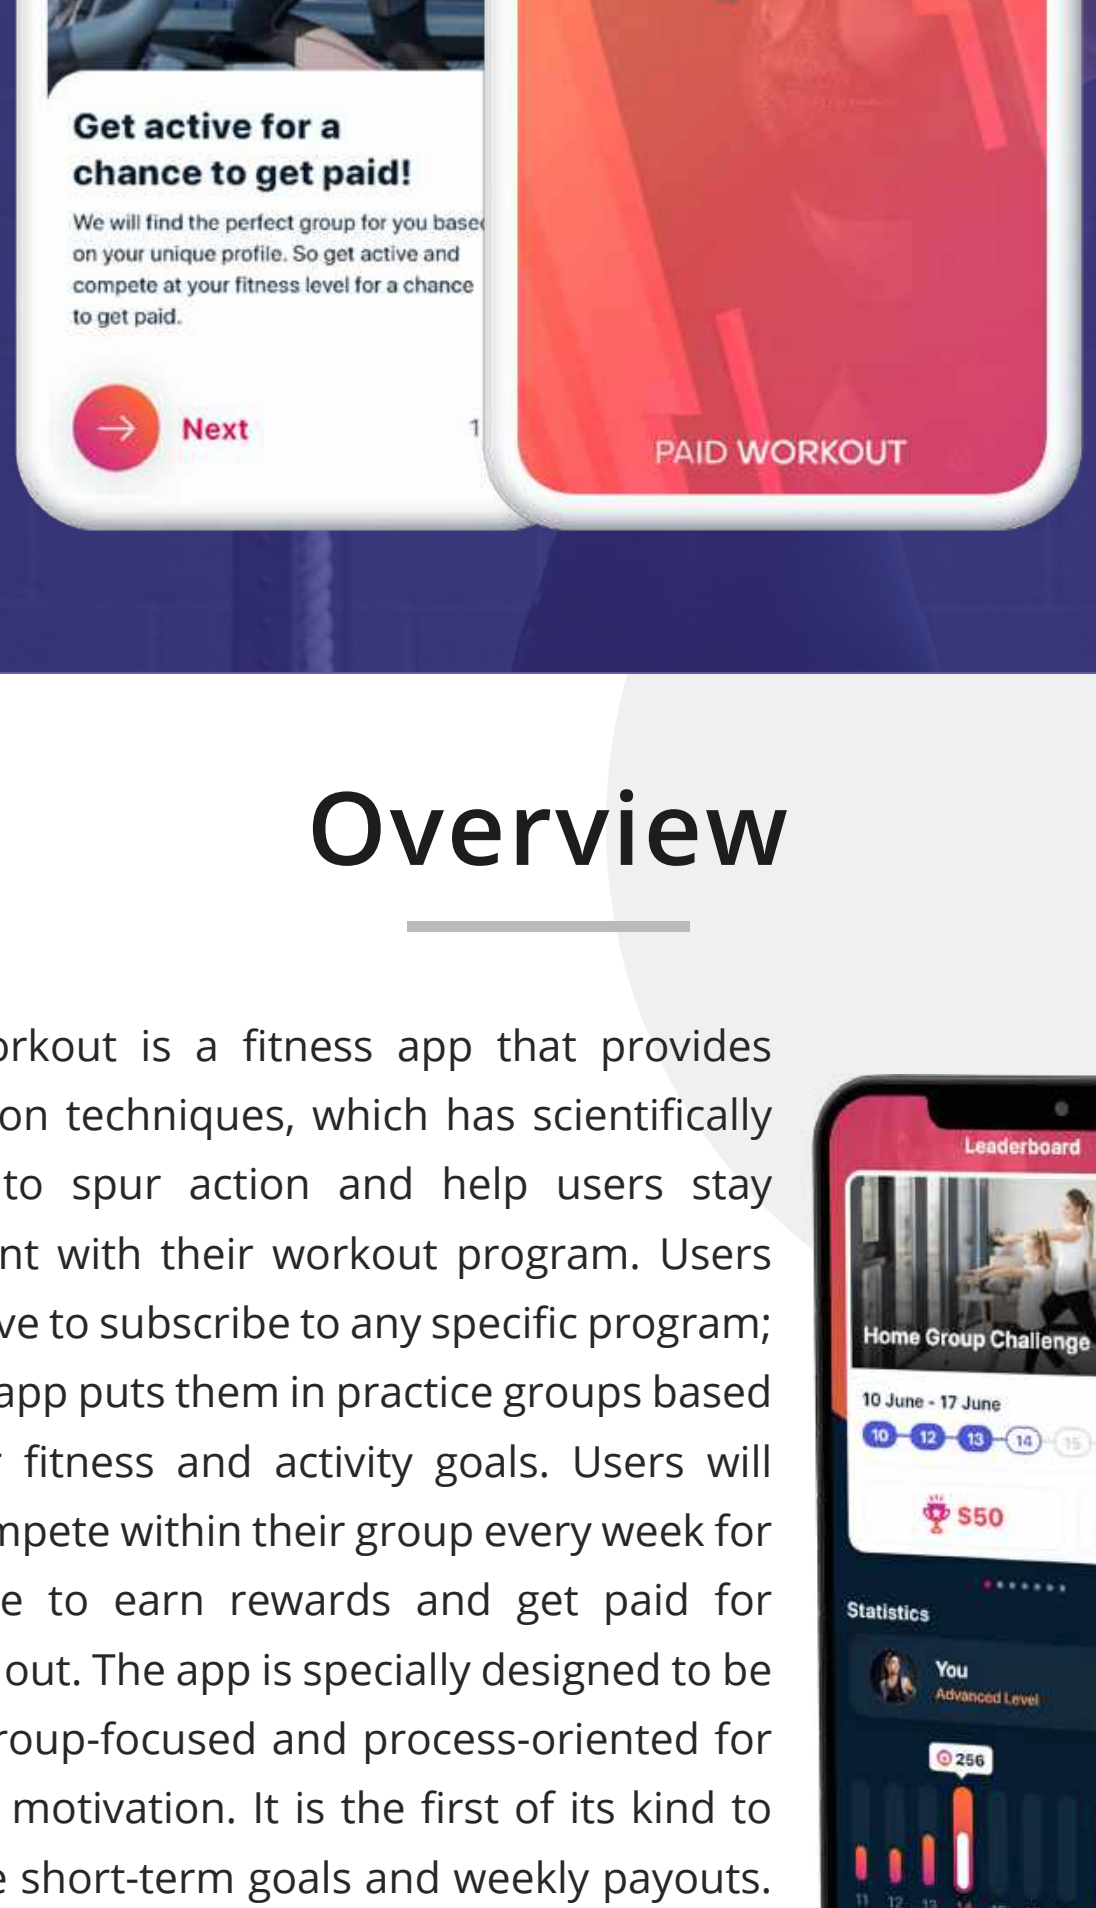 Get active for a
chance to get paid!
We will find the perfect group for you based
on your unique profile. So get active and
compete at your fitness level for a chance
to get paid.
Next
1
PAID WORKOUT
Overview
orkout is a fitness app that provides
on techniques, which has scientifically
to spur action and help users stay
nt with their workout program. Users
ve to subscribe to any specific program;
app puts them in practice groups based
r fitness and activity goals. Users will
mpete within their group every week for
e to earn rewards and get paid for
out. The app is specially designed to be
roup-focused and process-oriented for
motivation. It is the first of its kind to
e short-term goals and weekly payouts.
Leaderboard
Home Group Challenge
10 June - 17 June
10 12 13 14 15
$50
Statistics
You
Advanced Level
256
11 12 13 14